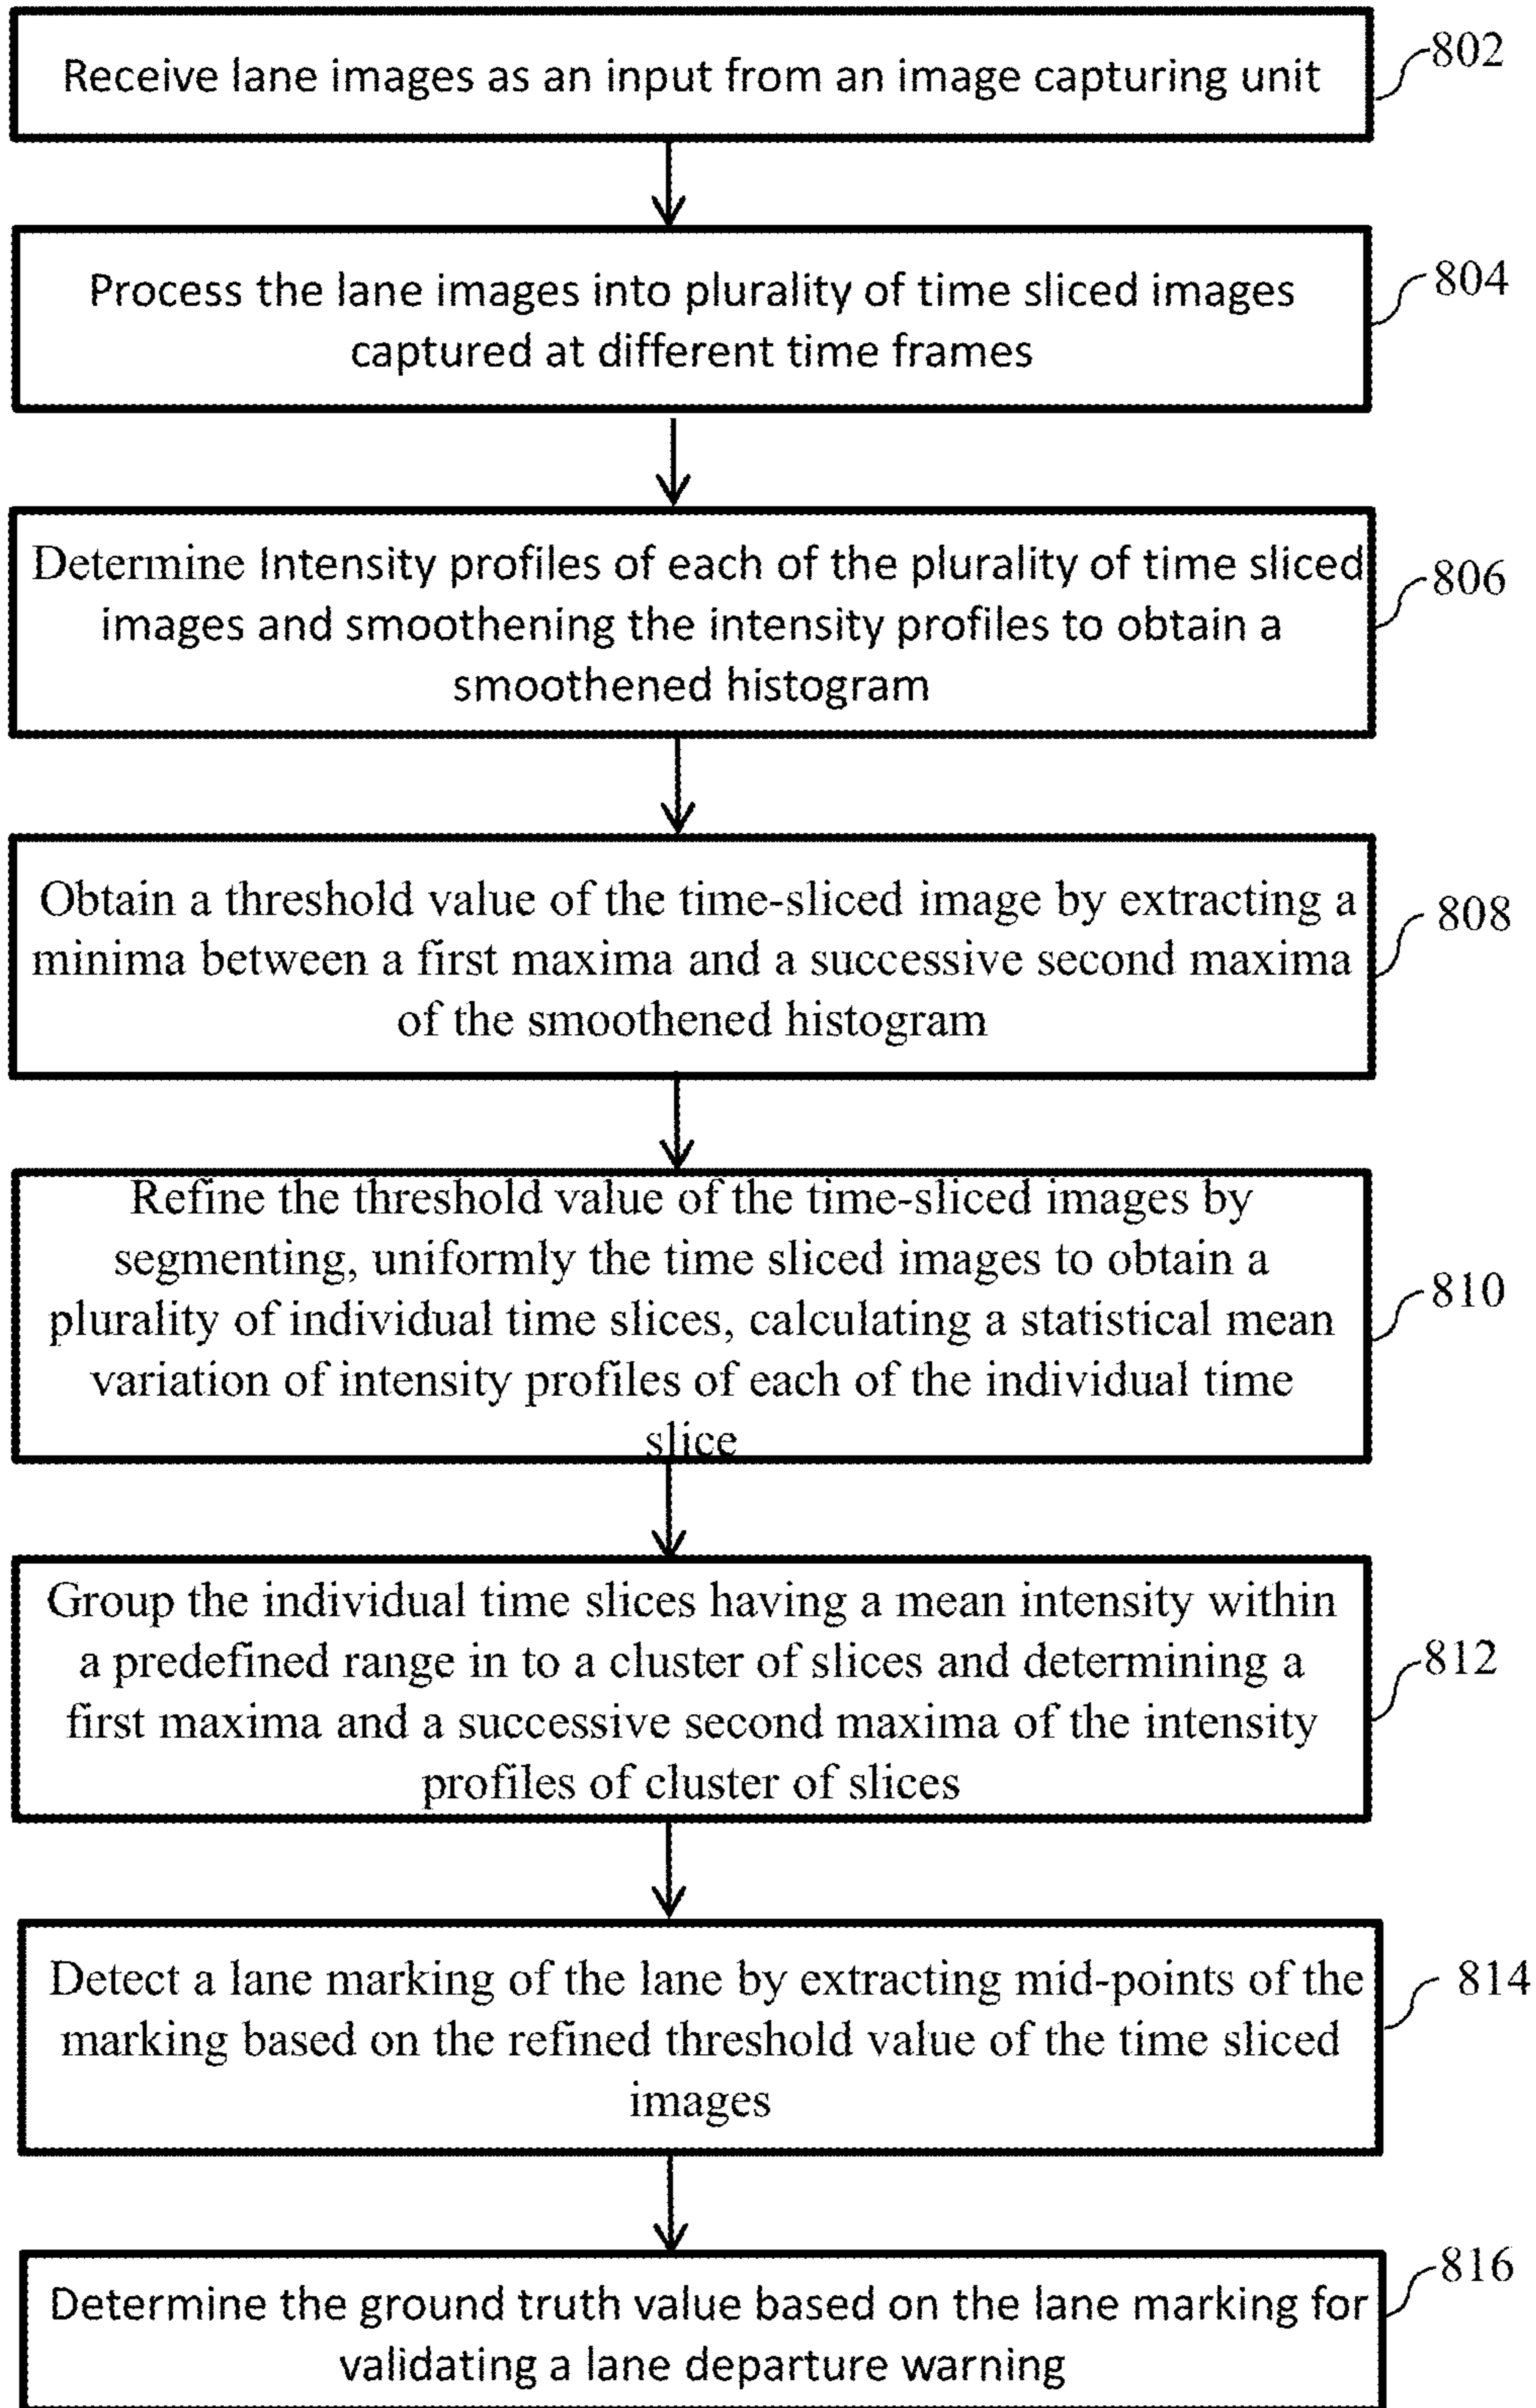 Receive lane images as an input from an image capturing unit
802
Process the lane images into plurality of time sliced images
captured at different time frames
804
Determine Intensity profiles of each of the plurality of time sliced
images and smoothening the intensity profiles to obtain a
smoothened histogram
806
Obtain a threshold value of the time-sliced image by extracting a
minima between a first maxima and a successive second maxima
of the smoothened histogram
808
Refine the threshold value of the time-sliced images by
segmenting, uniformly the time sliced images to obtain a
plurality of individual time slices, calculating a statistical mean
variation of intensity profiles of each of the individual time
slice
810
Group the individual time slices having a mean intensity within
a predefined range in to a cluster of slices and determining a
first maxima and a successive second maxima of the intensity
profiles of cluster of slices
812
Detect a lane marking of the lane by extracting mid-points of the
marking based on the refined threshold value of the time sliced
images
814
Determine the ground truth value based on the lane marking for
validating a lane departure warning
816